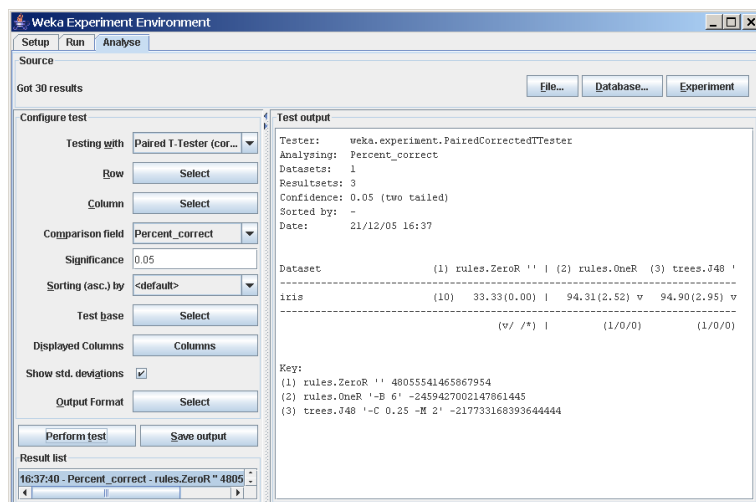 Weka Experiment Environment
Setup Run Analyse
Source
Got 30 results
File... Database... Experiment
Configure test
Testing with Paired T-Tester (cor...
Row Select
Column Select
Comparison field Percent_correct
Significance 0.05
Sorting (asc.) by <default>
Test base Select
Displayed Columns Columns
Show std. deviations
Output Format Select
Perform test Save output
Result list
16:37:40 - Percent_correct - rules.ZeroR '' 4805
Test output
Tester: weka.experiment.PairedCorrectedTTester
Analysing: Percent_correct
Datasets: 1
Resultsets: 3
Confidence: 0.05 (two tailed)
Sorted by: -
Date: 21/12/05 16:37
Dataset (1) rules.ZeroR '' | (2) rules.OneR (3) trees.J48 '
--------------------------------------------------------------
iris (10) 33.33(0.00) | 94.31(2.52) v 94.90(2.95) v
--------------------------------------------------------------
(v/ /*) | (1/0/0) (1/0/0)
Key:
(1) rules.ZeroR '' 48055541465867954
(2) rules.OneR '-B 6' -2459427002147861445
(3) trees.J48 '-C 0.25 -M 2' -217733168393644444